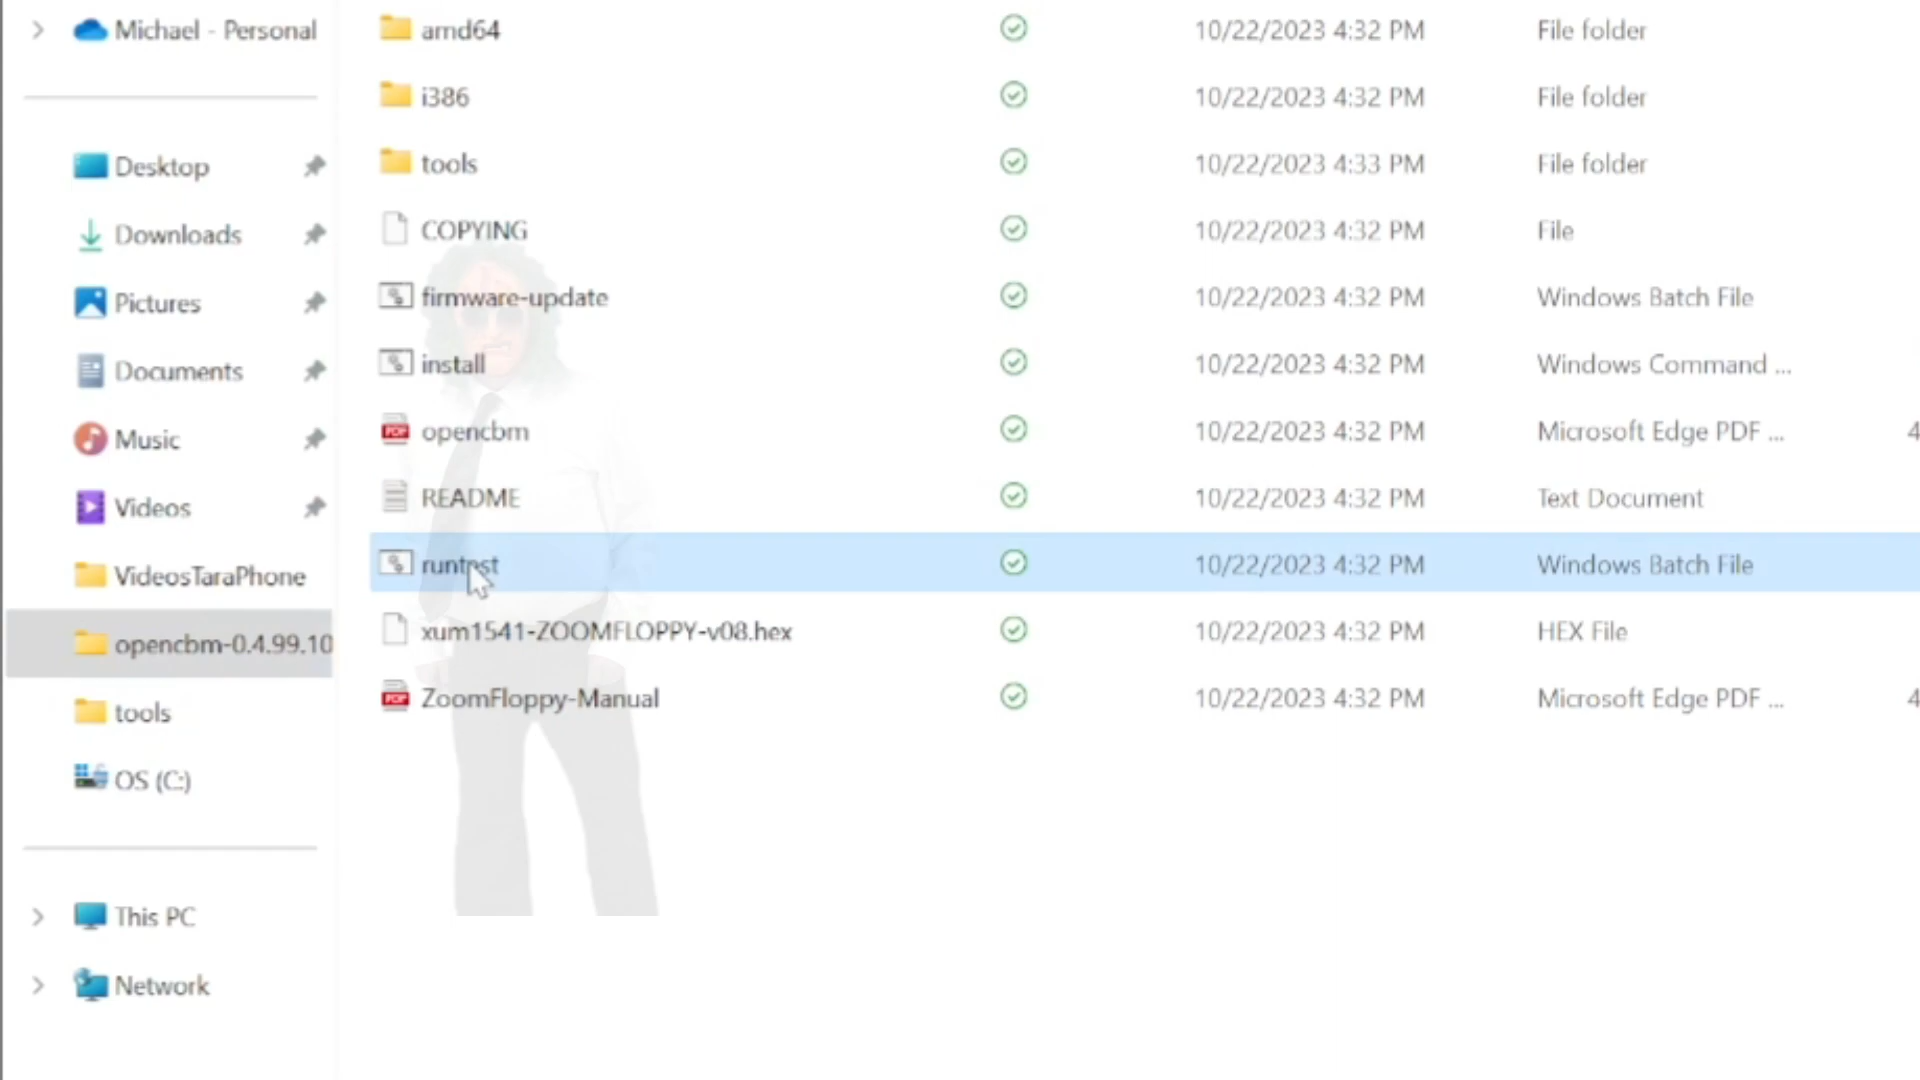 Michael - Personal
Desktop
Downloads
Pictures
Documents
Music
Videos
VideosTaraPhone
opencbm-0.4.99.10
tools
OS (C:)
This PC
Network
amd64 10/22/2023 4:32 PM File folder
i386 10/22/2023 4:32 PM File folder
tools 10/22/2023 4:33 PM File folder
COPYING 10/22/2023 4:32 PM File
firmware-update 10/22/2023 4:32 PM Windows Batch File
install 10/22/2023 4:32 PM Windows Command ...
opencbm 10/22/2023 4:32 PM Microsoft Edge PDF ... 4
README 10/22/2023 4:32 PM Text Document
runtest 10/22/2023 4:32 PM Windows Batch File
xum1541-ZOOMFLOPPY-v08.hex 10/22/2023 4:32 PM HEX File
ZoomFloppy-Manual 10/22/2023 4:32 PM Microsoft Edge PDF ... 4